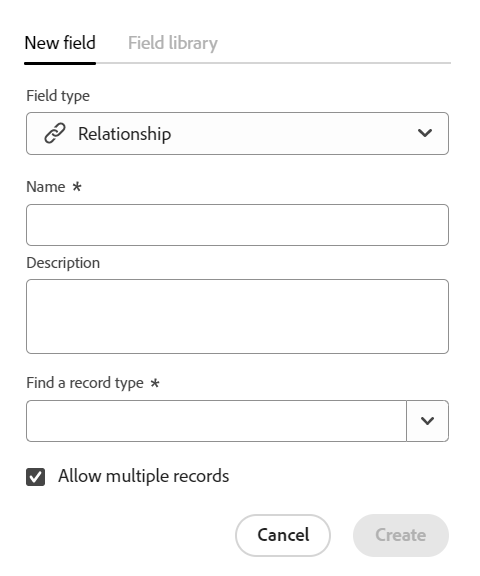 New field Field library
Field type
Relationship
Name *
Description
Find a record type *
Allow multiple records
Cancel Create